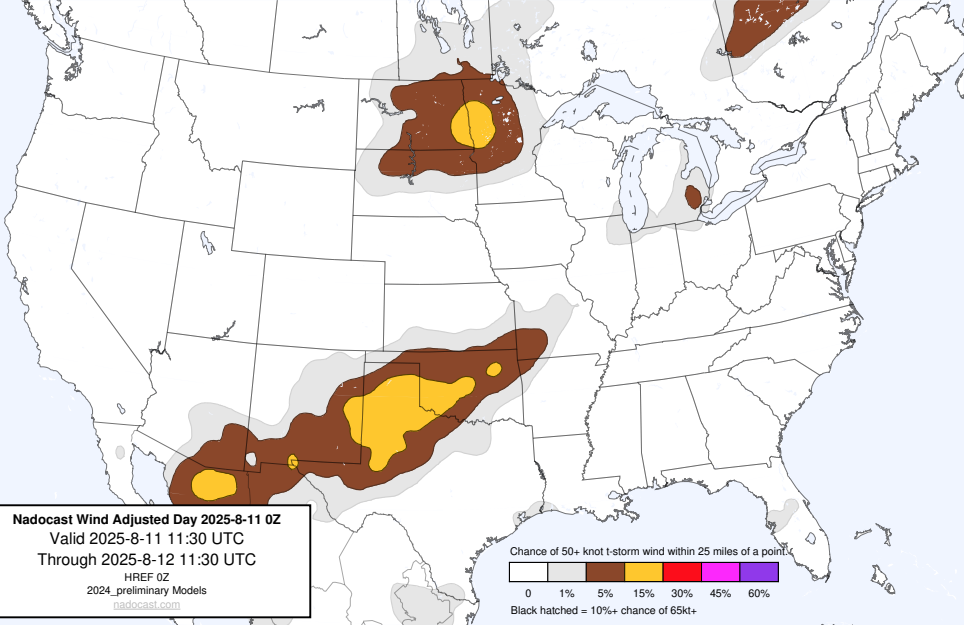 Nadocast Wind Adjusted Day 2025-8-11 0Z
Valid 2025-8-11 11:30 UTC
Through 2025-8-12 11:30 UTC
HREF 0Z
2024_preliminary Models
nadocast.com
Chance of 50+ knot t-storm wind within 25 miles of a point.
0 1% 5% 15% 30% 45% 60%
Black hatched = 10%+ chance of 65kt+